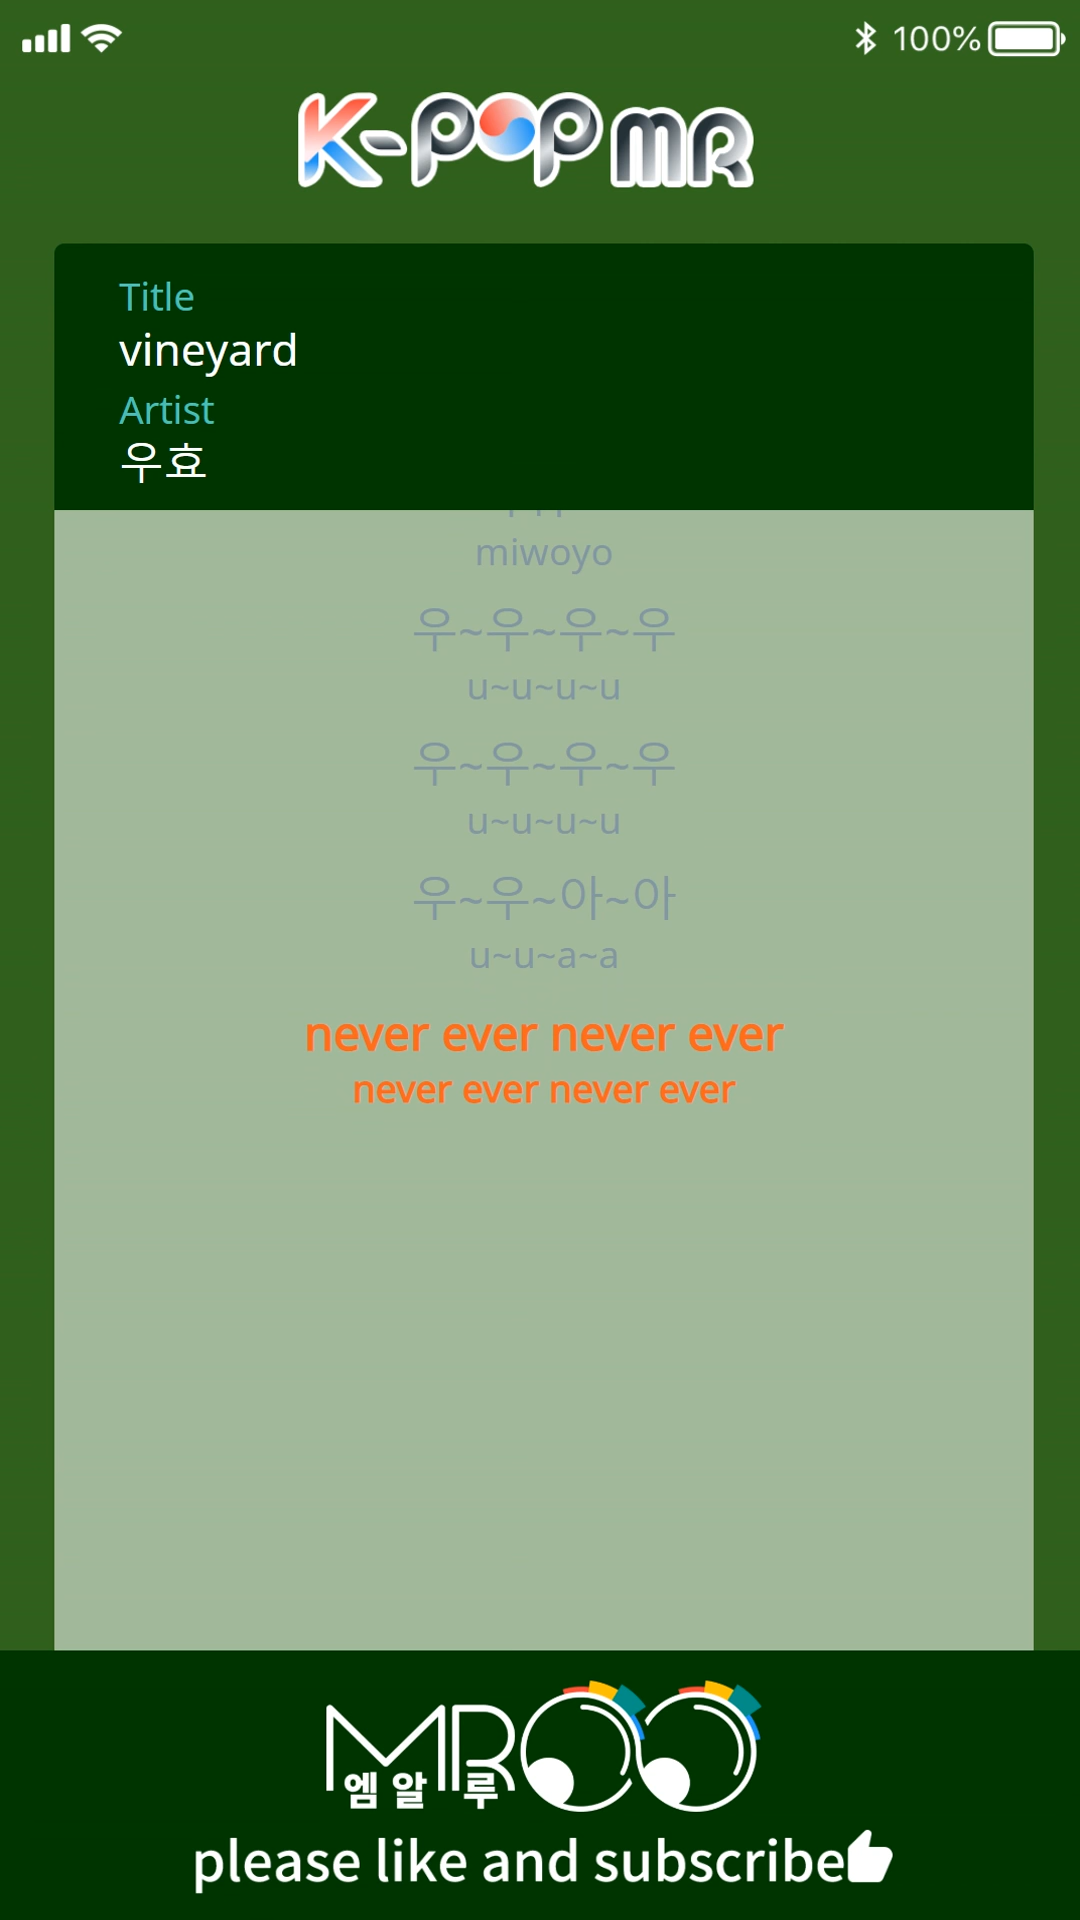 100%
K-POP MR
Title
vineyard
Artist
우효
miwoyo
우~우~우~우
u~u~u~u
우~우~우~우
u~u~u~u
우~우~아~아
u~u~a~a
never ever never ever
never ever never ever
MR
엠알루
please like and subscribe